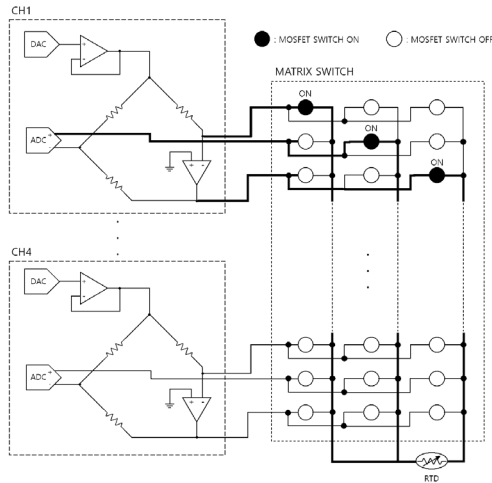 CH1
DAC
+
-
: MOSFET SWITCH ON
: MOSFET SWITCH OFF
MATRIX SWITCH
ON
ADC
+
-
ON
-
+
ON
CH4
DAC
+
-
ADC
+
-
-
+
RTD